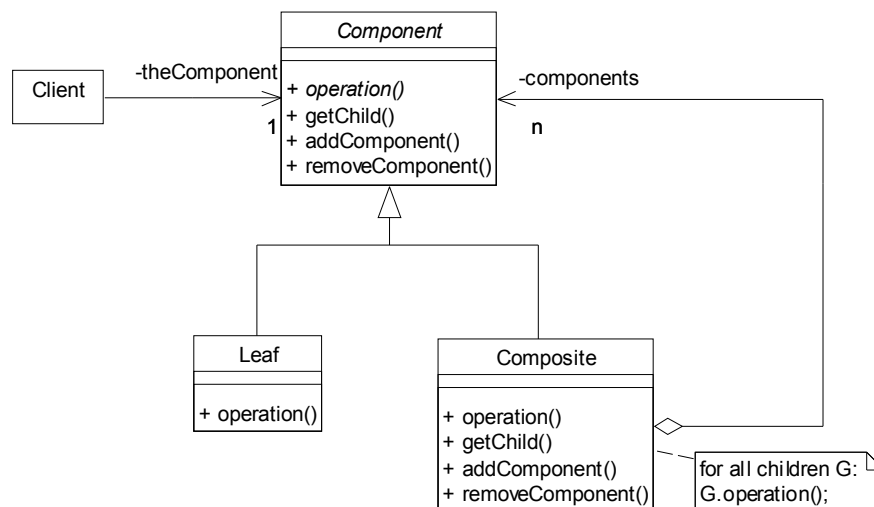 Component
-theComponent
-components
Client
+ operation()
+ getChild()
+ addComponent()
+ removeComponent()
1
n
Leaf
+ operation()
Composite
+ operation()
+ getChild()
+ addComponent()
+ removeComponent()
for all children G:
G.operation();